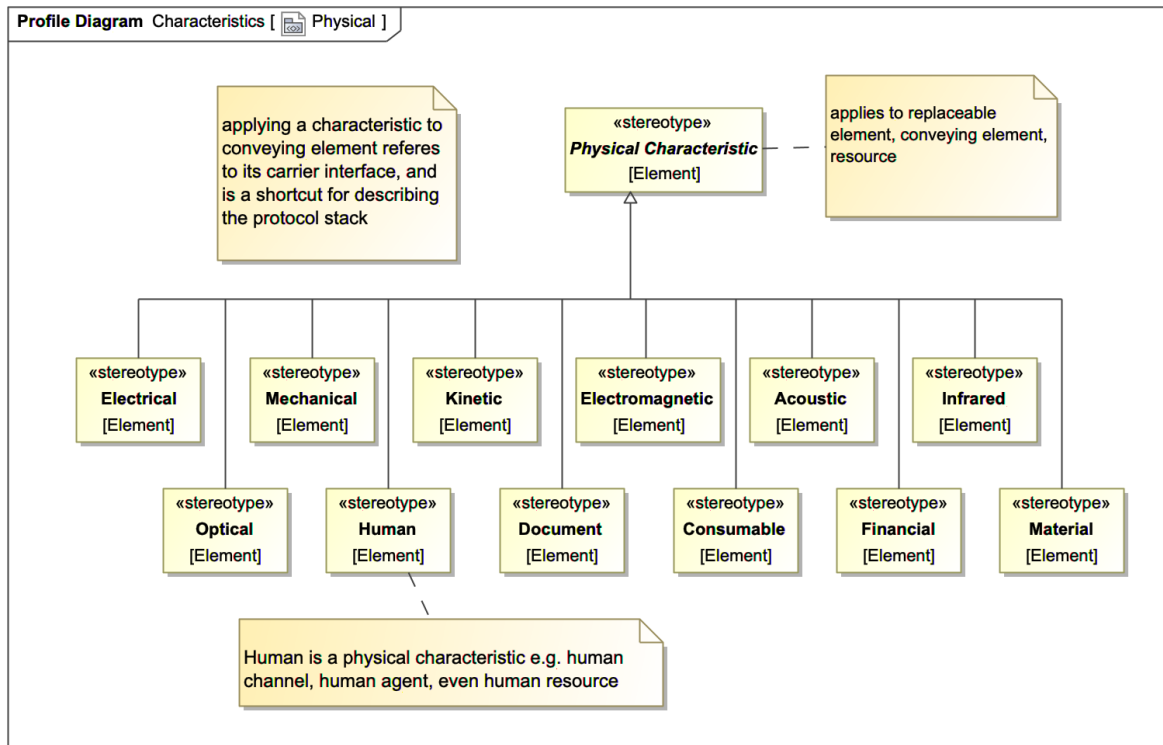 Profile Diagram Characteristics [ Physical ]
applying a characteristic to
conveying element referes
to its carrier interface, and
is a shortcut for describing
the protocol stack
«stereotype»
Physical Characteristic
[Element]
applies to replaceable
element, conveying element,
resource
«stereotype»
Electrical
[Element]
«stereotype»
Mechanical
[Element]
«stereotype»
Kinetic
[Element]
«stereotype»
Electromagnetic
[Element]
«stereotype»
Acoustic
[Element]
«stereotype»
Infrared
[Element]
«stereotype»
Optical
[Element]
«stereotype»
Human
[Element]
«stereotype»
Document
[Element]
«stereotype»
Consumable
[Element]
«stereotype»
Financial
[Element]
«stereotype»
Material
[Element]
Human is a physical characteristic e.g. human
channel, human agent, even human resource